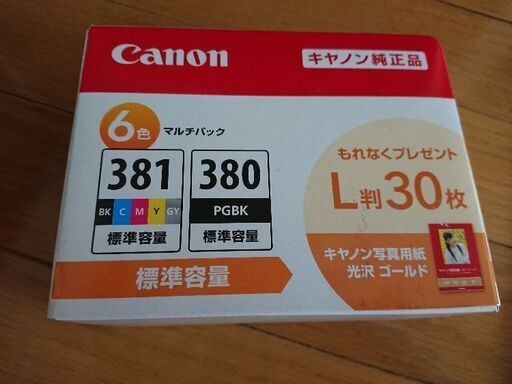 Canon
キヤノン純正品
6色
マルチパック
381
BK C M Y GY
標準容量
380
PGBK
標準容量
標準容量
もれなくプレゼント
L判30枚
キヤノン写真用紙
光沢 ゴールド